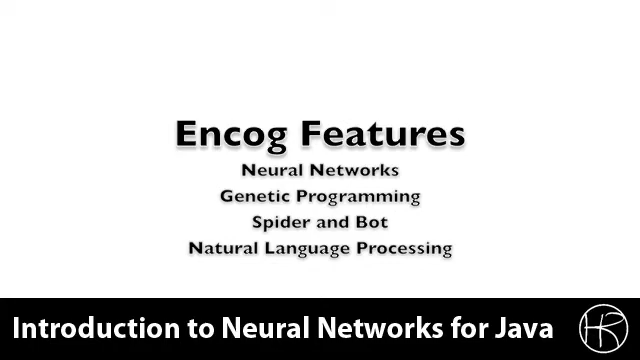 Encog Features
Neural Networks
Genetic Programming
Spider and Bot
Natural Language Processing
Introduction to Neural Networks for Java